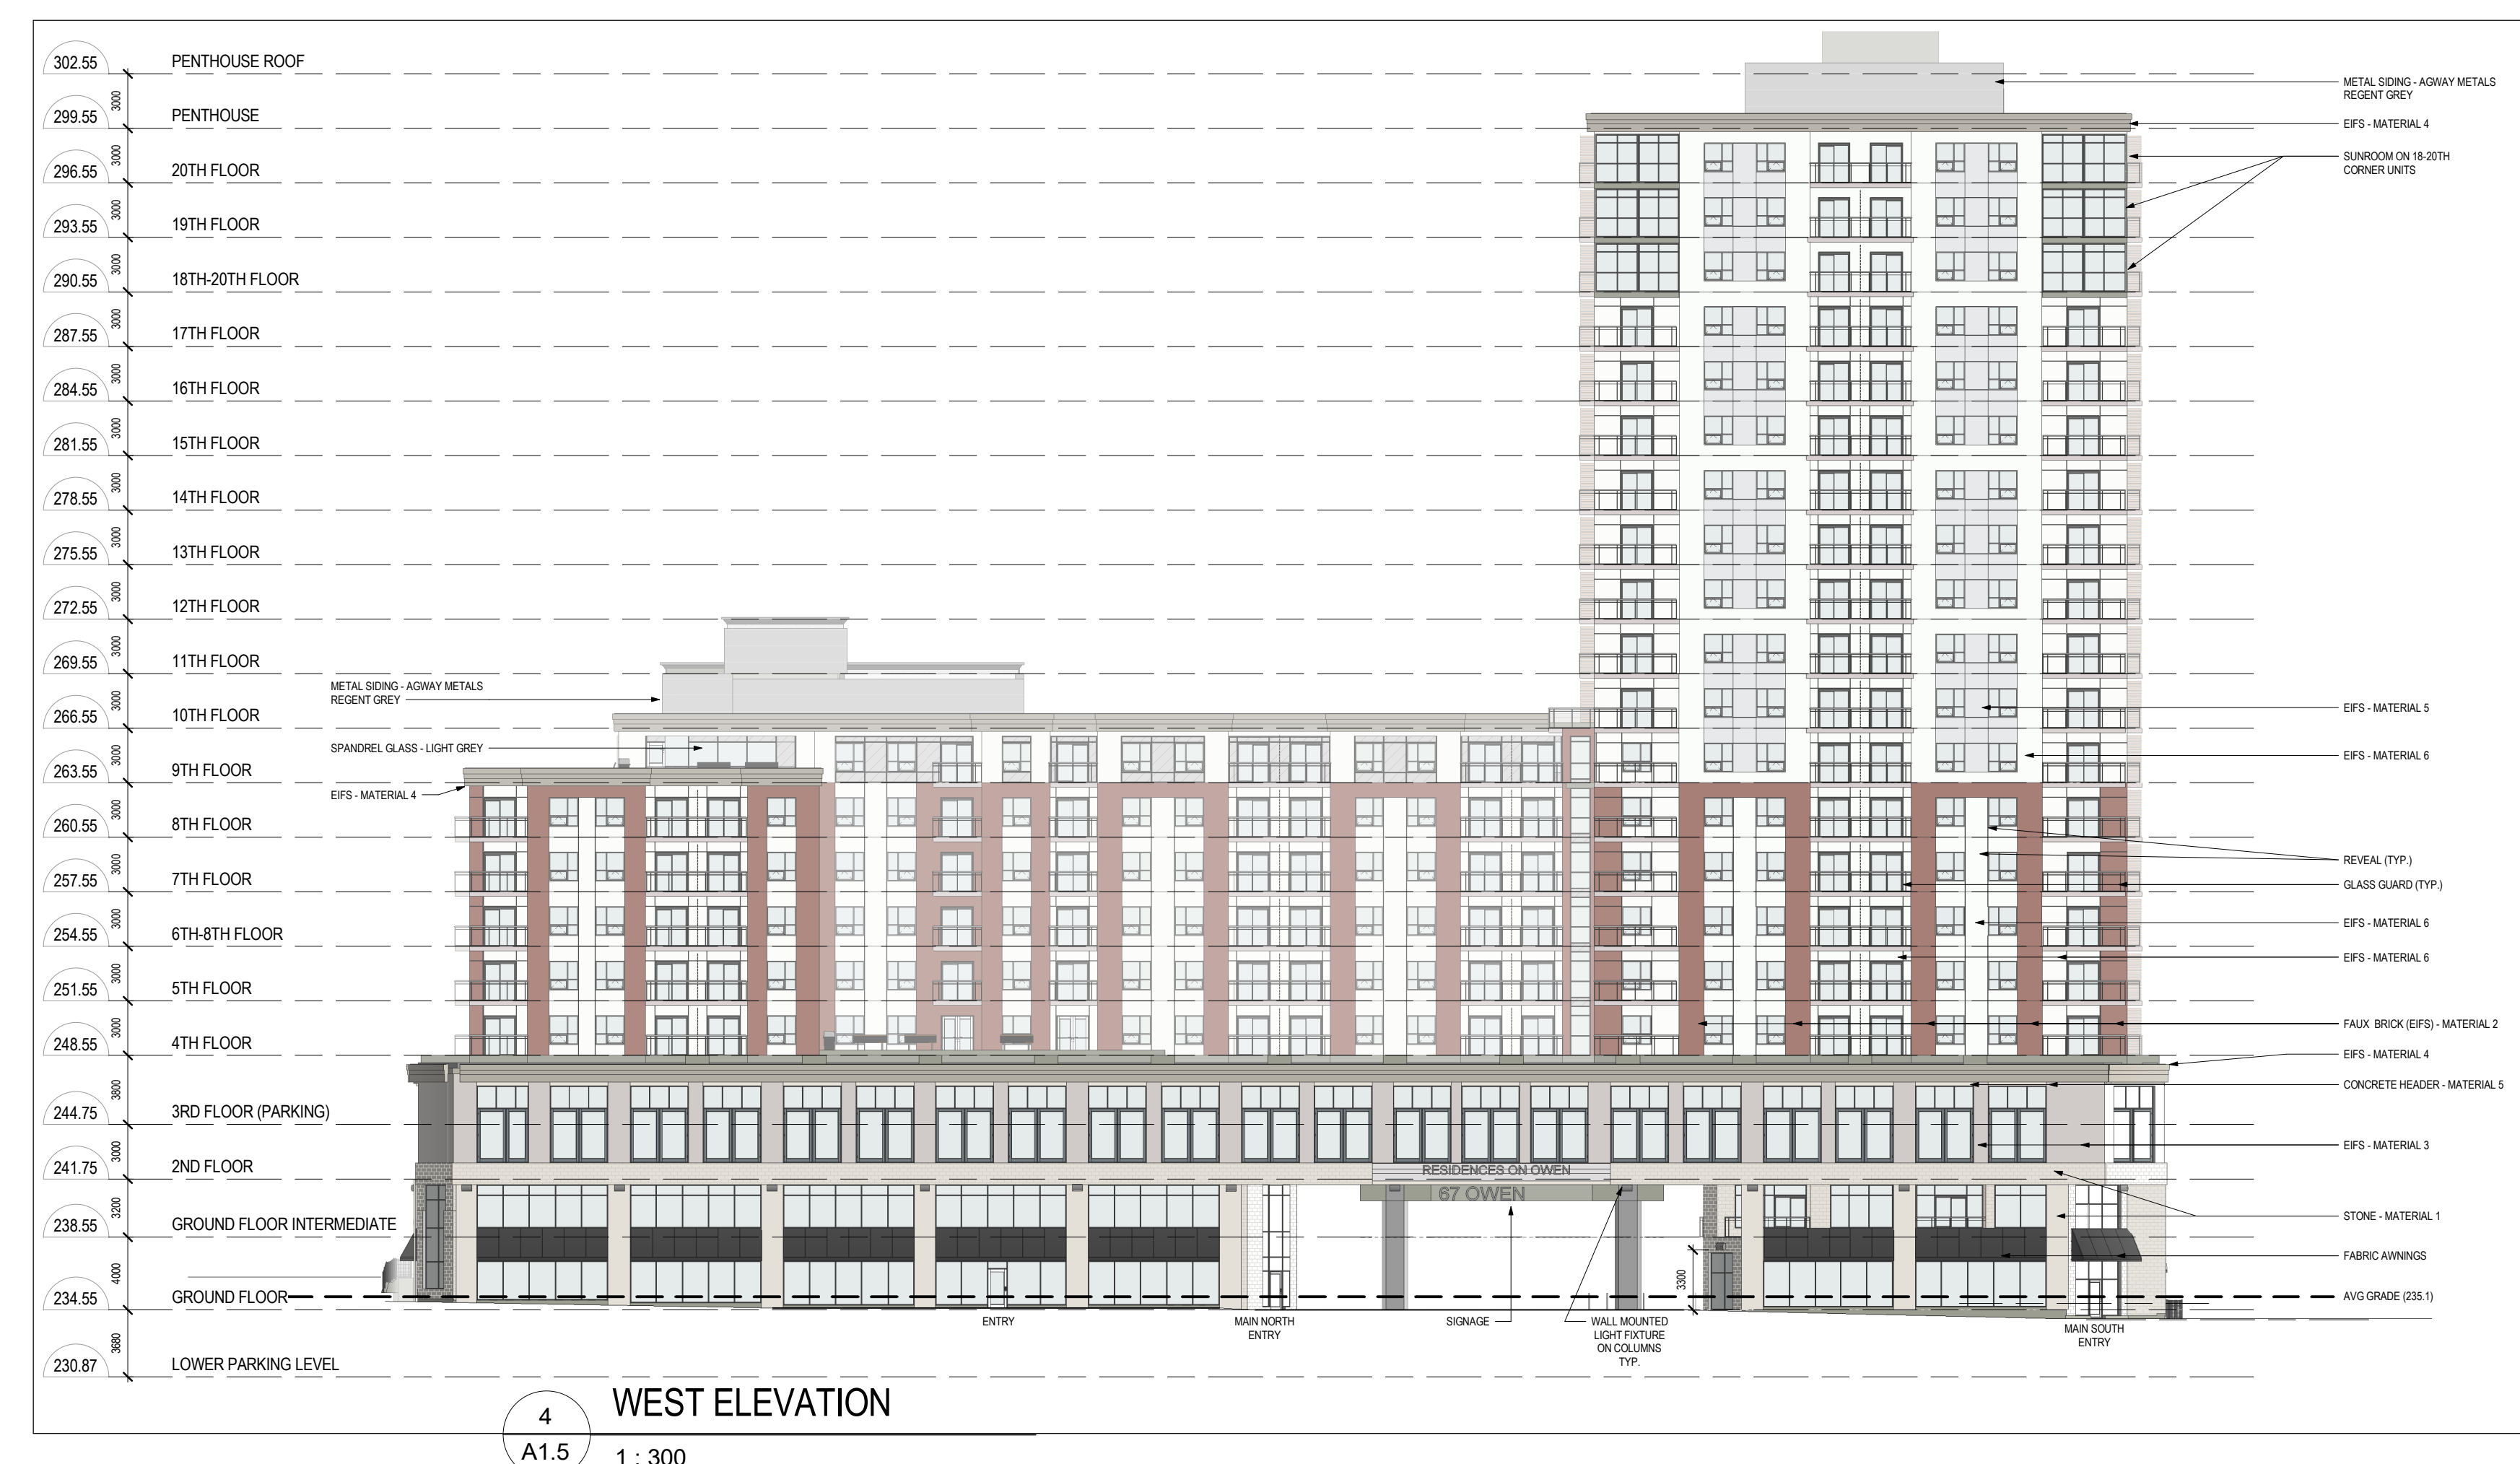 302.55 PENTHOUSE ROOF
3000
299.55 PENTHOUSE
3000
296.55 20TH FLOOR
3000
293.55 19TH FLOOR
3000
290.55 18TH-20TH FLOOR
3000
287.55 17TH FLOOR
3000
284.55 16TH FLOOR
3000
281.55 15TH FLOOR
3000
278.55 14TH FLOOR
3000
275.55 13TH FLOOR
3000
272.55 12TH FLOOR
3000
269.55 11TH FLOOR
3000
266.55 10TH FLOOR
3000
263.55 9TH FLOOR
3000
260.55 8TH FLOOR
3000
257.55 7TH FLOOR
3000
254.55 6TH-8TH FLOOR
3000
251.55 5TH FLOOR
3000
248.55 4TH FLOOR
3800
244.75 3RD FLOOR (PARKING)
3000
241.75 2ND FLOOR
3200
238.55 GROUND FLOOR INTERMEDIATE
4000
234.55 GROUND FLOOR
3680
230.87 LOWER PARKING LEVEL
METAL SIDING - AGWAY METALS
REGENT GREY
SPANDREL GLASS - LIGHT GREY
EIFS - MATERIAL 4
RESIDENCES ON OWEN
67 OWEN
3300
ENTRY
MAIN NORTH
ENTRY
SIGNAGE
WALL MOUNTED
LIGHT FIXTURE
ON COLUMNS
TYP.
MAIN SOUTH
ENTRY
METAL SIDING - AGWAY METALS
REGENT GREY
EIFS - MATERIAL 4
SUNROOM ON 18-20TH
CORNER UNITS
EIFS - MATERIAL 5
EIFS - MATERIAL 6
REVEAL (TYP.)
GLASS GUARD (TYP.)
EIFS - MATERIAL 6
EIFS - MATERIAL 6
FAUX BRICK (EIFS) - MATERIAL 2
EIFS - MATERIAL 4
CONCRETE HEADER - MATERIAL 5
EIFS - MATERIAL 3
STONE - MATERIAL 1
FABRIC AWNINGS
AVG GRADE (235.1)
4
A1.5
WEST ELEVATION
1 : 300